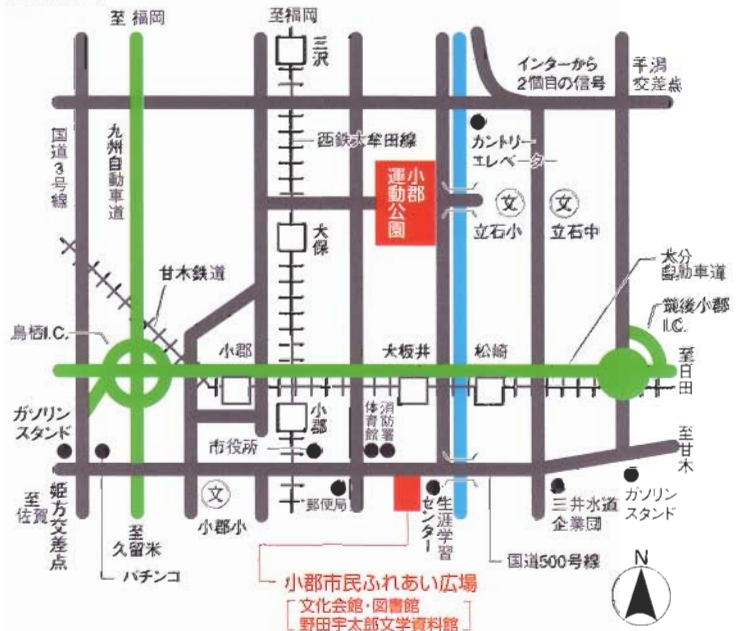 至 福岡
至福岡
三沢
インターから
2個目の信号
干潟
交差点
国道3号線
九州自動車道
西鉄大牟田線
カントリー
エレベーター
小郡
運動公園
文
文
立石小
立石中
大保
大分
自動車道
甘木鉄道
筑後小郡
I.C.
鳥栖I.C.
小郡
大板井
松崎
至日田
ガソリン
スタンド
小郡
体育館
消防署
市役所
至甘木
至佐賀
姫方交差点
文
小郡小
郵便局
生涯学習
センター
三井水道
企業団
ガソリン
スタンド
至
久留米
パチンコ
国道500号線
N
小郡市民ふれあい広場
文化会館・図書館
野田宇太郎文学資料館